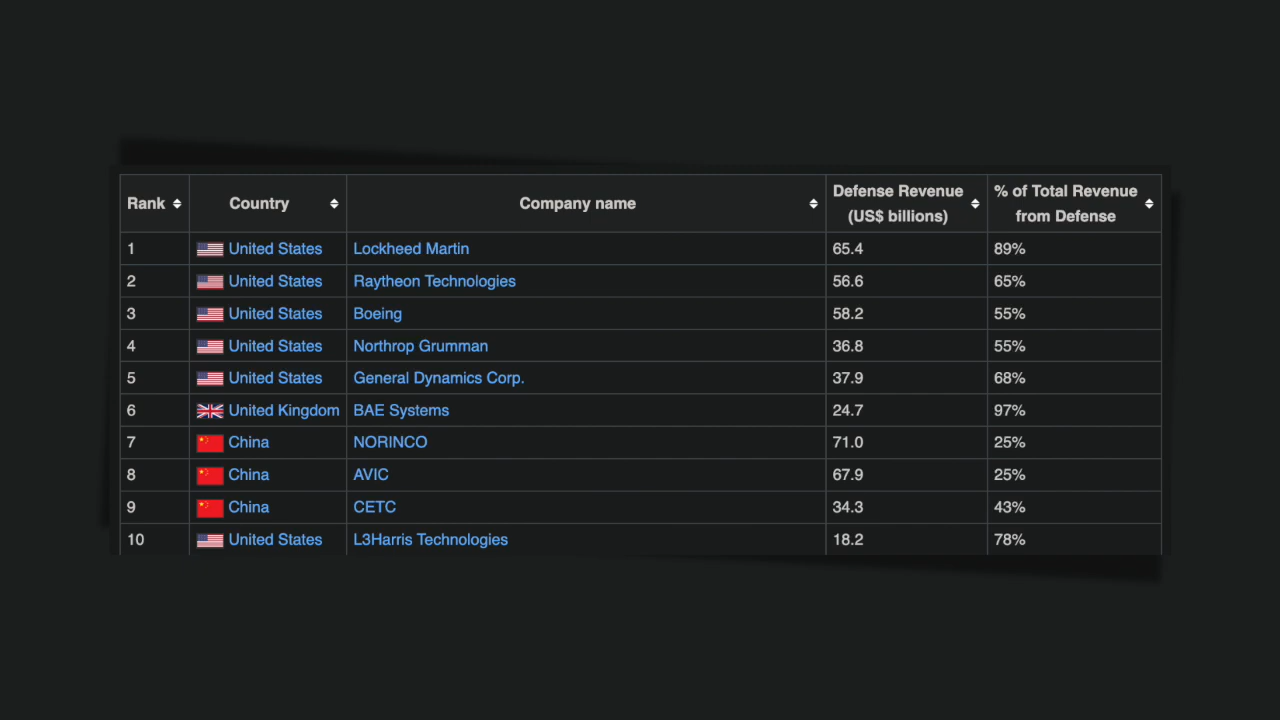 Rank Country Company name Defense Revenue (US$ billions) % of Total Revenue from Defense
1 United States Lockheed Martin 65.4 89%
2 United States Raytheon Technologies 56.6 65%
3 United States Boeing 58.2 55%
4 United States Northrop Grumman 36.8 55%
5 United States General Dynamics Corp. 37.9 68%
6 United Kingdom BAE Systems 24.7 97%
7 China NORINCO 71.0 25%
8 China AVIC 67.9 25%
9 China CETC 34.3 43%
10 United States L3Harris Technologies 18.2 78%